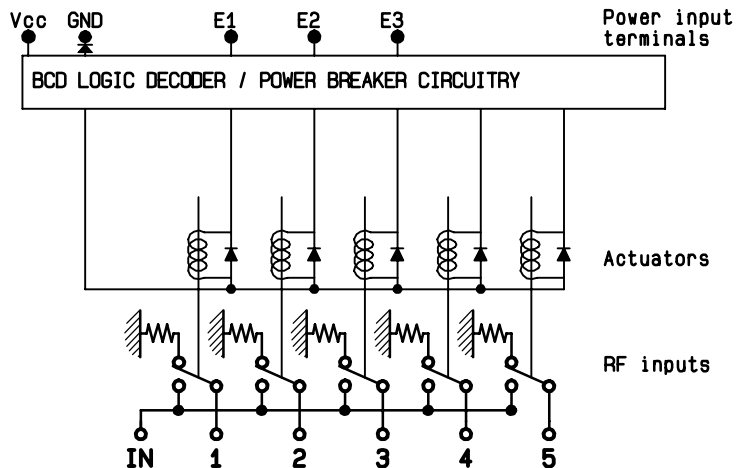 Vcc GND E1 E2 E3 Power input
terminals
BCD LOGIC DECODER / POWER BREAKER CIRCUITRY
Actuators
RF inputs
IN 1 2 3 4 5